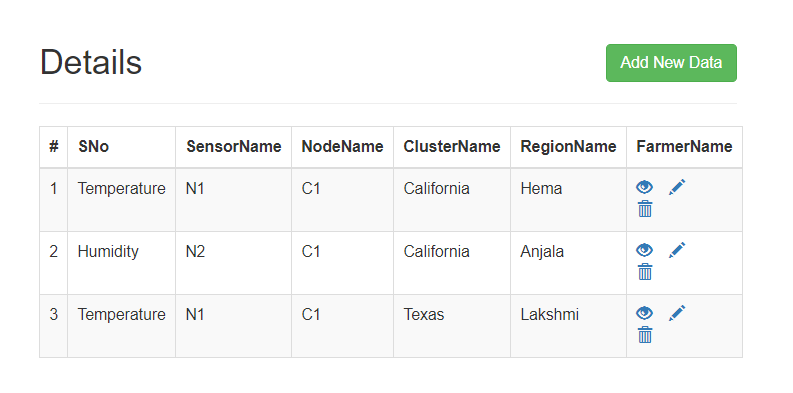 Details
Add New Data
# SNo SensorName NodeName ClusterName RegionName FarmerName
1 Temperature N1 C1 California Hema
2 Humidity N2 C1 California Anjala
3 Temperature N1 C1 Texas Lakshmi